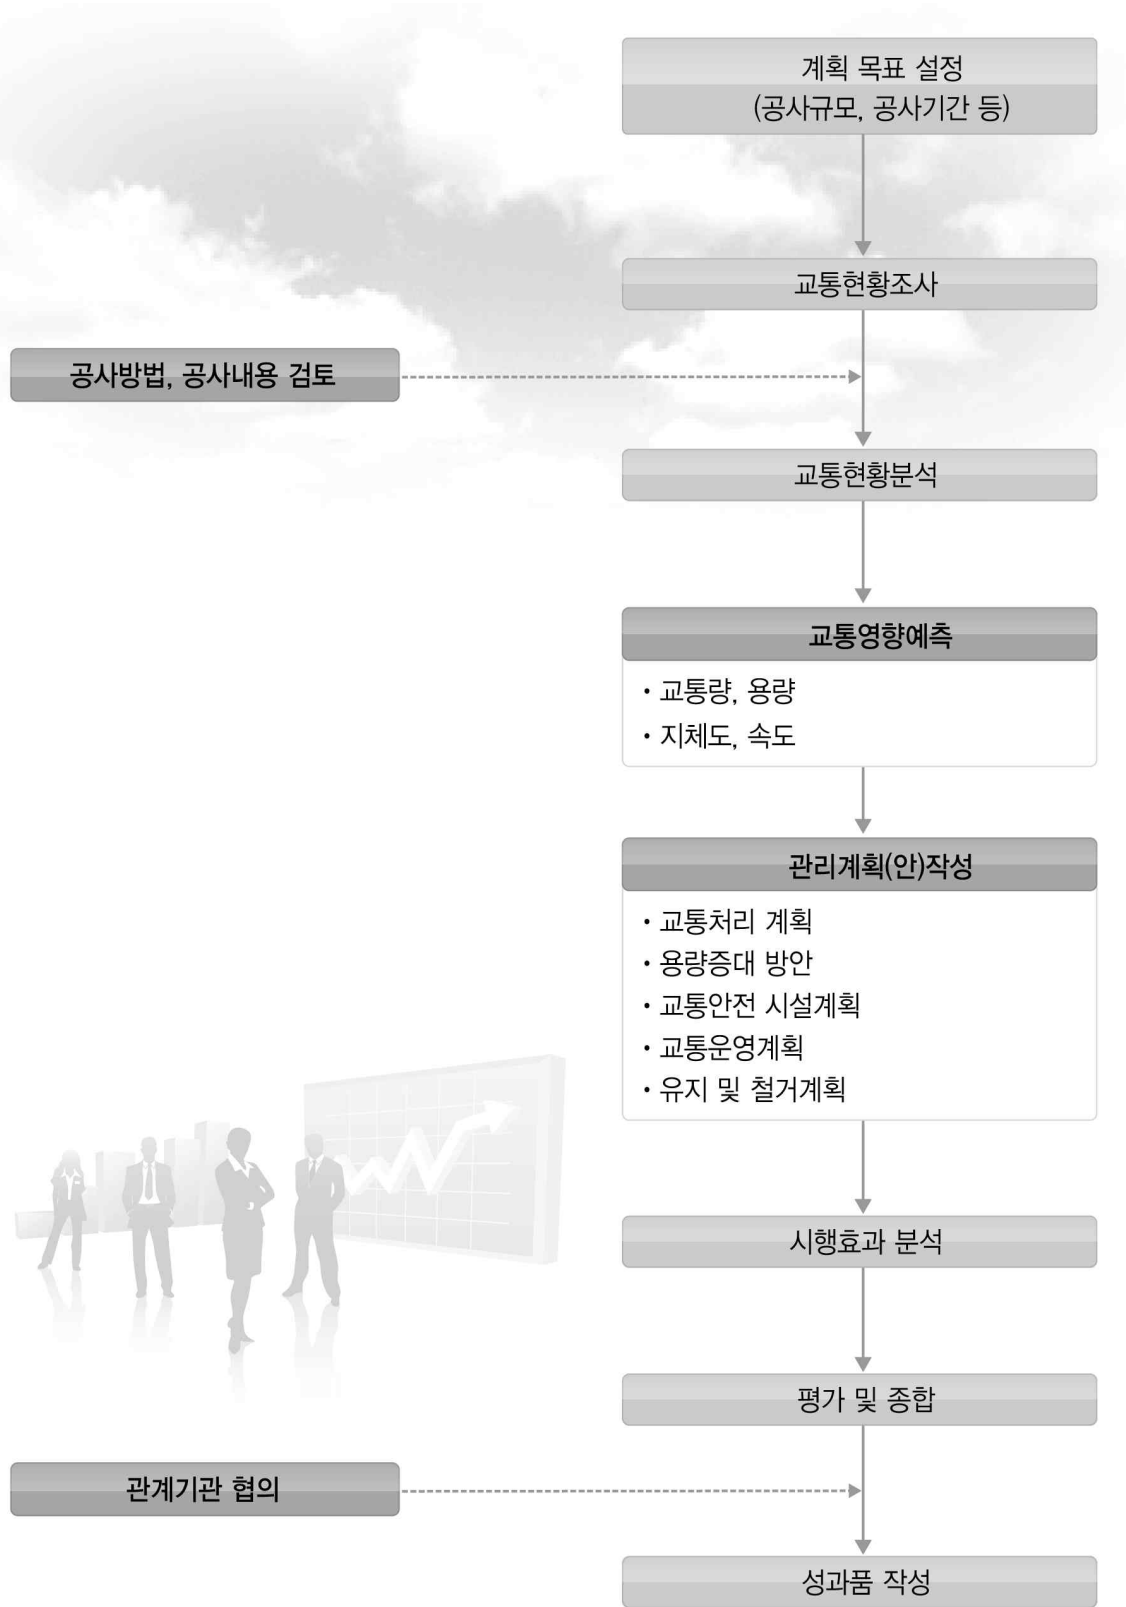 계획 목표 설정
(공사규모, 공사기간 등)
교통현황조사
공사방법, 공사내용 검토
교통현황분석
교통영향예측
• 교통량, 용량
• 지체도, 속도
관리계획(안)작성
• 교통처리 계획
• 용량증대 방안
• 교통안전 시설계획
• 교통운영계획
• 유지 및 철거계획
시행효과 분석
평가 및 종합
관계기관 협의
성과품 작성